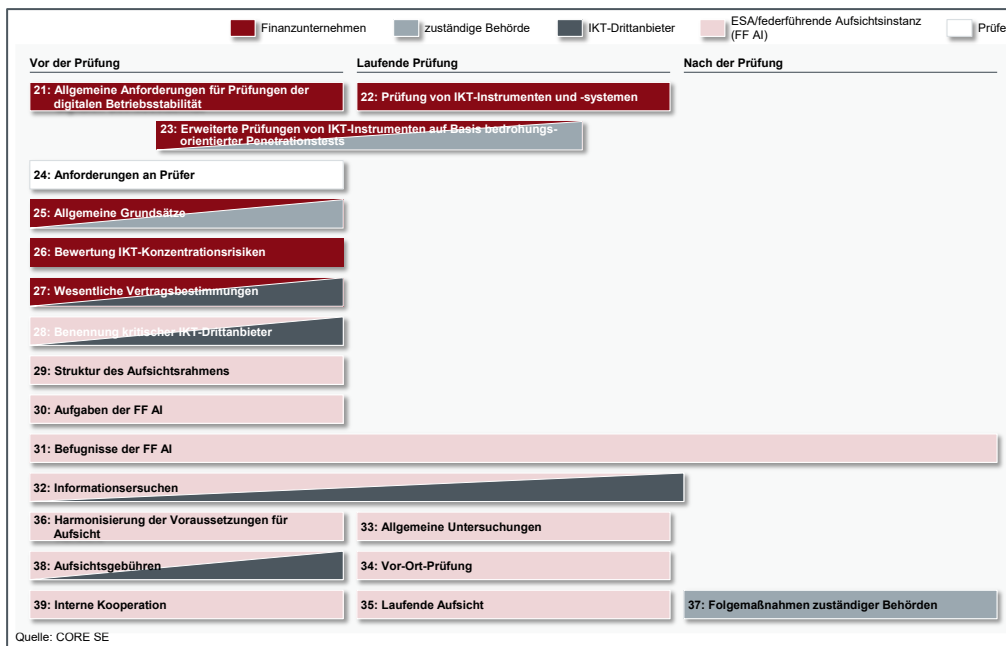 Finanzunternehmen
zuständige Behörde
IKT-Drittanbieter
ESA/federführende Aufsichtsinstanz
(FF AI)
Vor der Prüfung
Laufende Prüfung
Nach der Prüfung
21: Allgemeine Anforderungen für Prüfungen der
digitalen Betriebsstabilität
22: Prüfung von IKT-Instrumenten und -systemen
23: Erweiterte Prüfungen von IKT-Instrumenten auf Basis bedrohungs-
orientierter Penetrationstests
24: Anforderungen an Prüfer
25: Allgemeine Grundsätze
26: Bewertung IKT-Konzentrationsrisiken
27: Wesentliche Vertragsbestimmungen
28: Benennung kritischer IKT-Drittanbieter
29: Struktur des Aufsichtsrahmens
30: Aufgaben der FF AI
31: Befugnisse der FF AI
32: Informationsersuchen
36: Harmonisierung der Voraussetzungen für
Aufsicht
33: Allgemeine Untersuchungen
38: Aufsichtsgebühren
34: Vor-Ort-Prüfung
39: Interne Kooperation
35: Laufende Aufsicht
37: Folgemaßnahmen zuständiger Behörden
Quelle: CORE SE